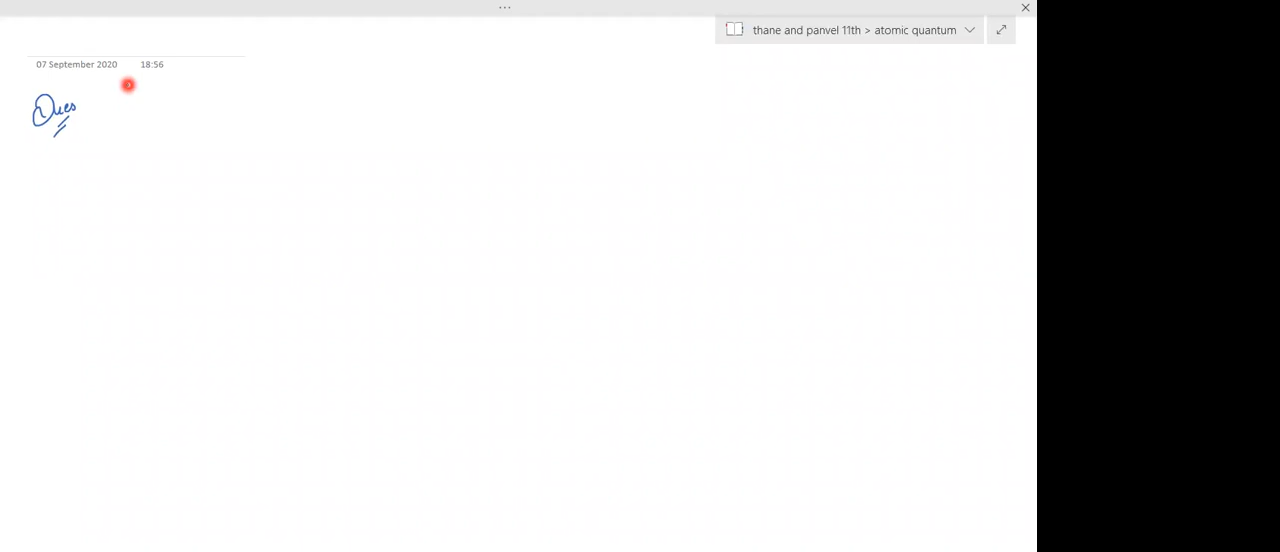 thane and panvel 11th > atomic quantum
07 September 2020 18:56
Ques